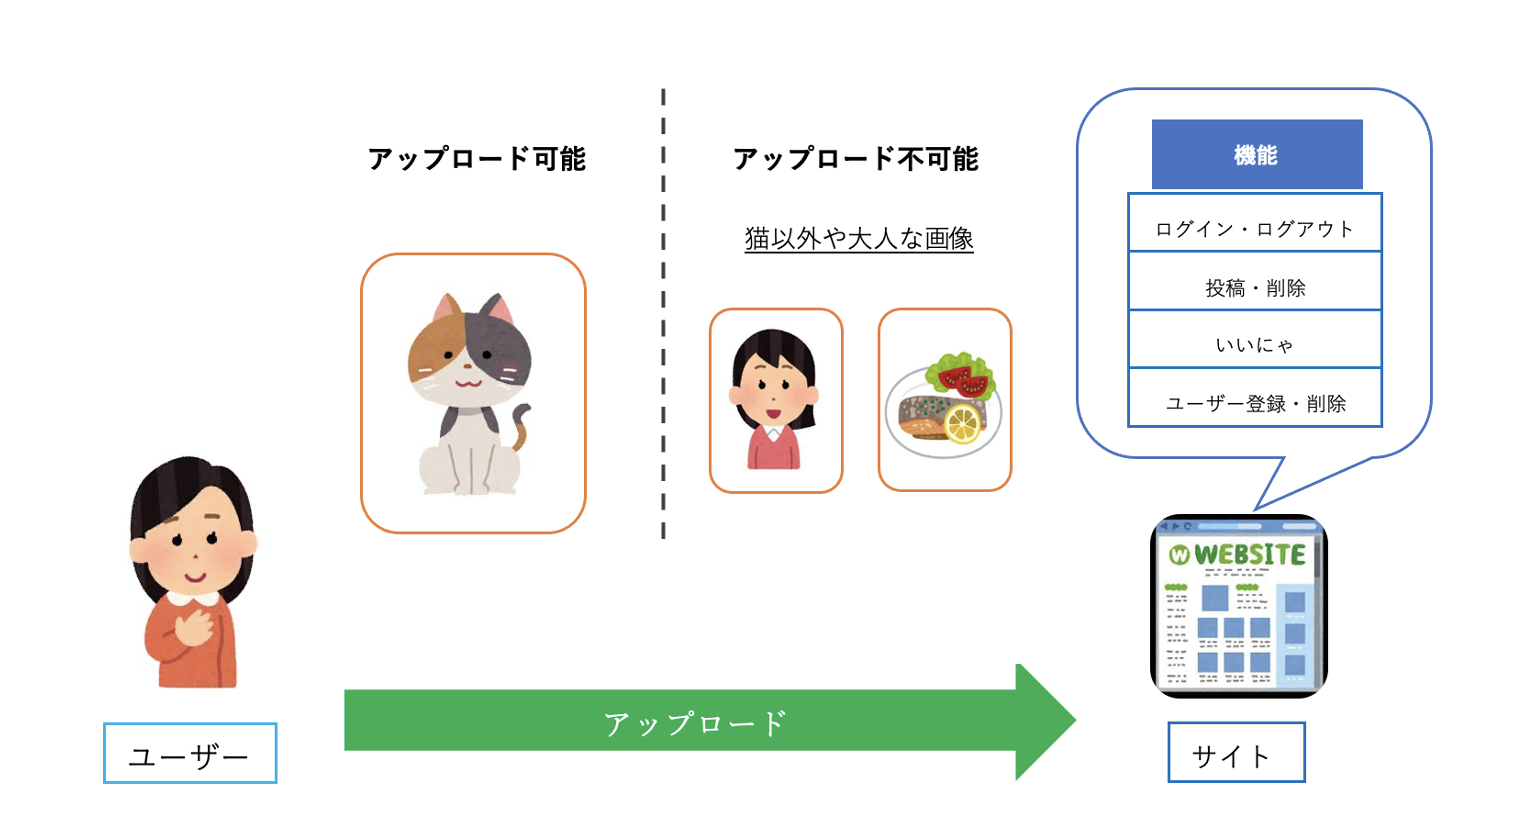 アップロード可能
アップロード不可能
猫以外や大人な画像
機能
ログイン・ログアウト
投稿・削除
いいにゃ
ユーザー登録・削除
W WEBSITE
アップロード
ユーザー
サイト